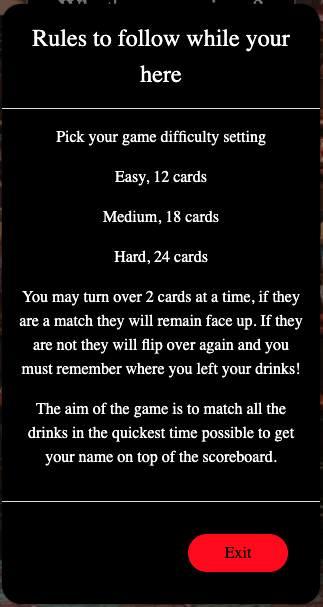 Rules to follow while your
here
Pick your game difficulty setting
Easy, 12 cards
Medium, 18 cards
Hard, 24 cards
You may turn over 2 cards at a time, if they
are a match they will remain face up. If they
are not they will flip over again and you
must remember where you left your drinks!
The aim of the game is to match all the
drinks in the quickest time possible to get
your name on top of the scoreboard.
Exit